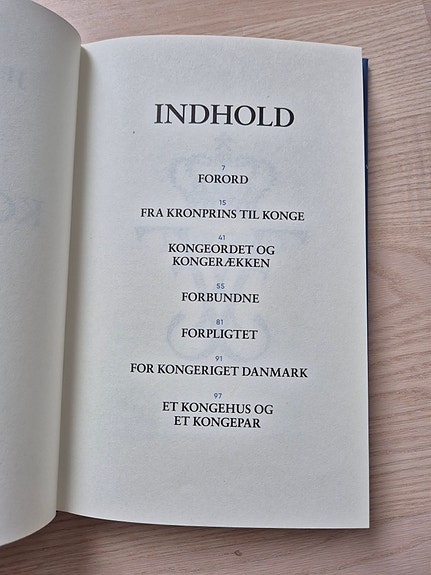 INDHOLD
7
FORORD
15
FRA KRONPRINS TIL KONGE
41
KONGEORDET OG
KONGERÆKKEN
55
FORBUNDNE
81
FORPLIGTET
91
FOR KONGERIGET DANMARK
97
ET KONGEHUS OG
ET KONGEPAR